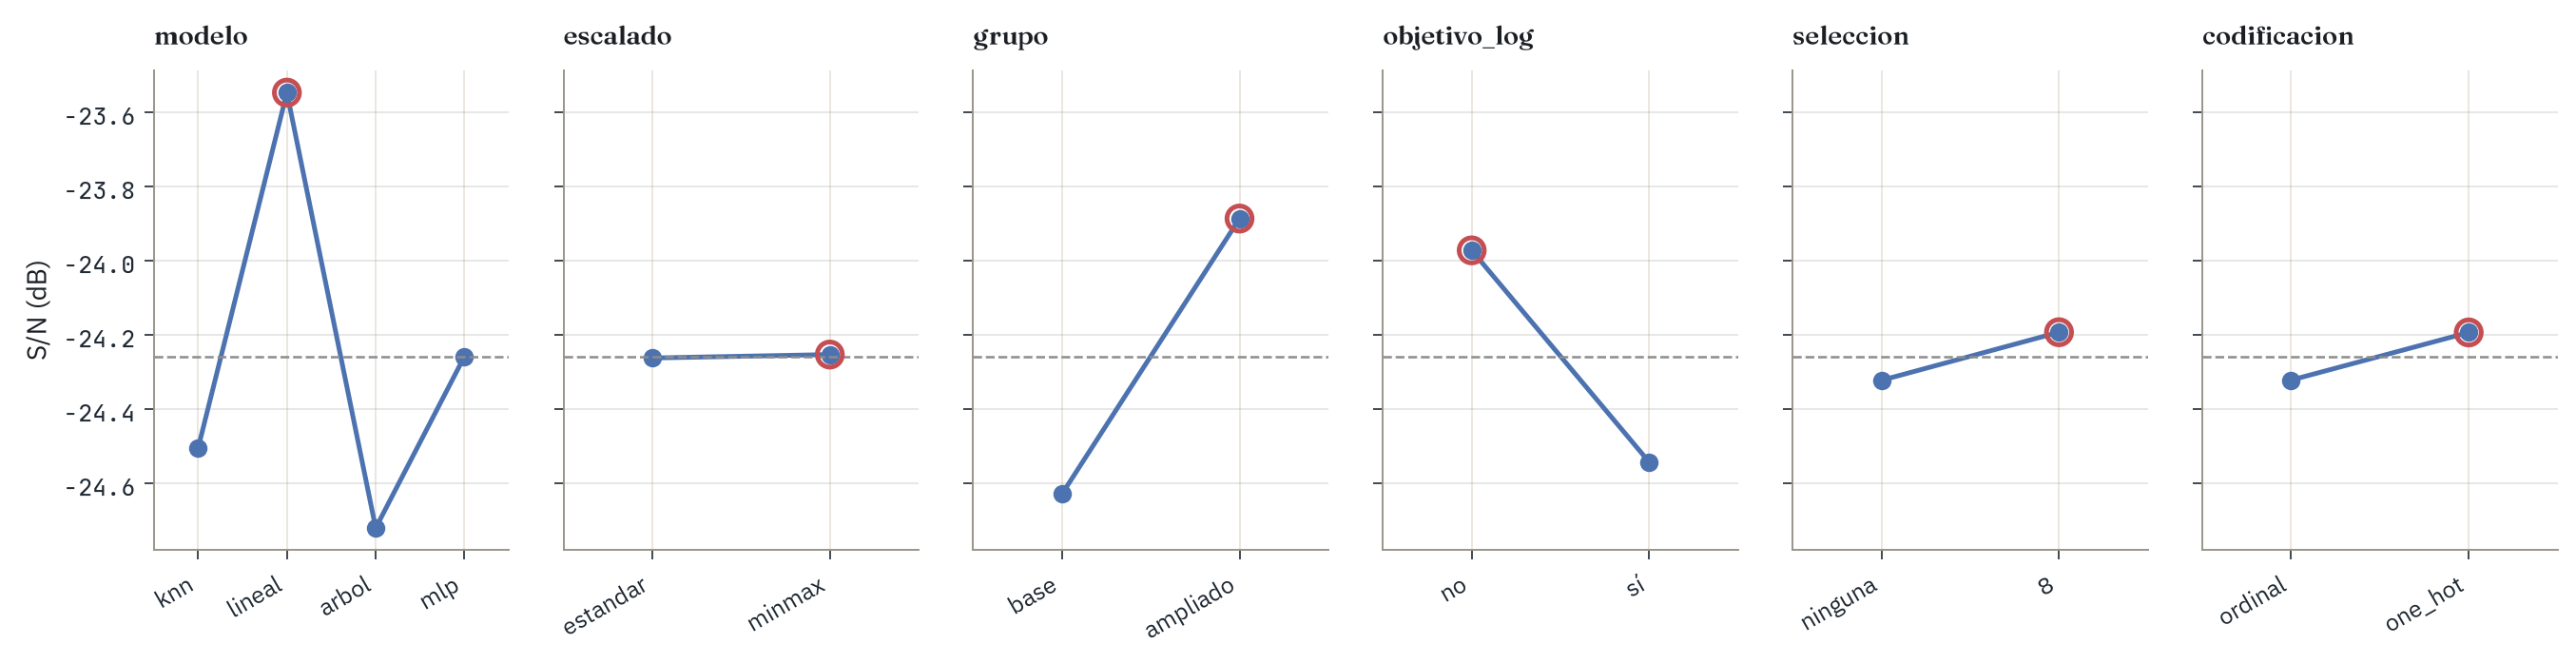 modelo
escalado
grupo
objetivo_log
seleccion
codificacion
S/N (dB)
-23.6
-23.8
-24.0
-24.2
-24.4
-24.6
knn
lineal
arbol
mlp
estandar
minmax
base
ampliado
no
sí
ninguna
8
ordinal
one_hot